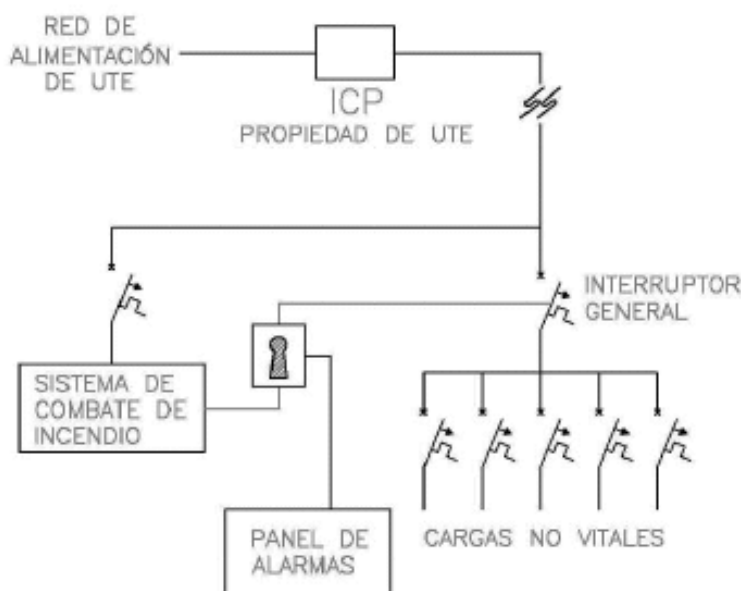 RED DE
ALIMENTACIÓN
DE UTE
ICP
PROPIEDAD DE UTE
INTERRUPTOR
GENERAL
SISTEMA DE
COMBATE DE
INCENDIO
PANEL DE
ALARMAS
CARGAS NO VITALES